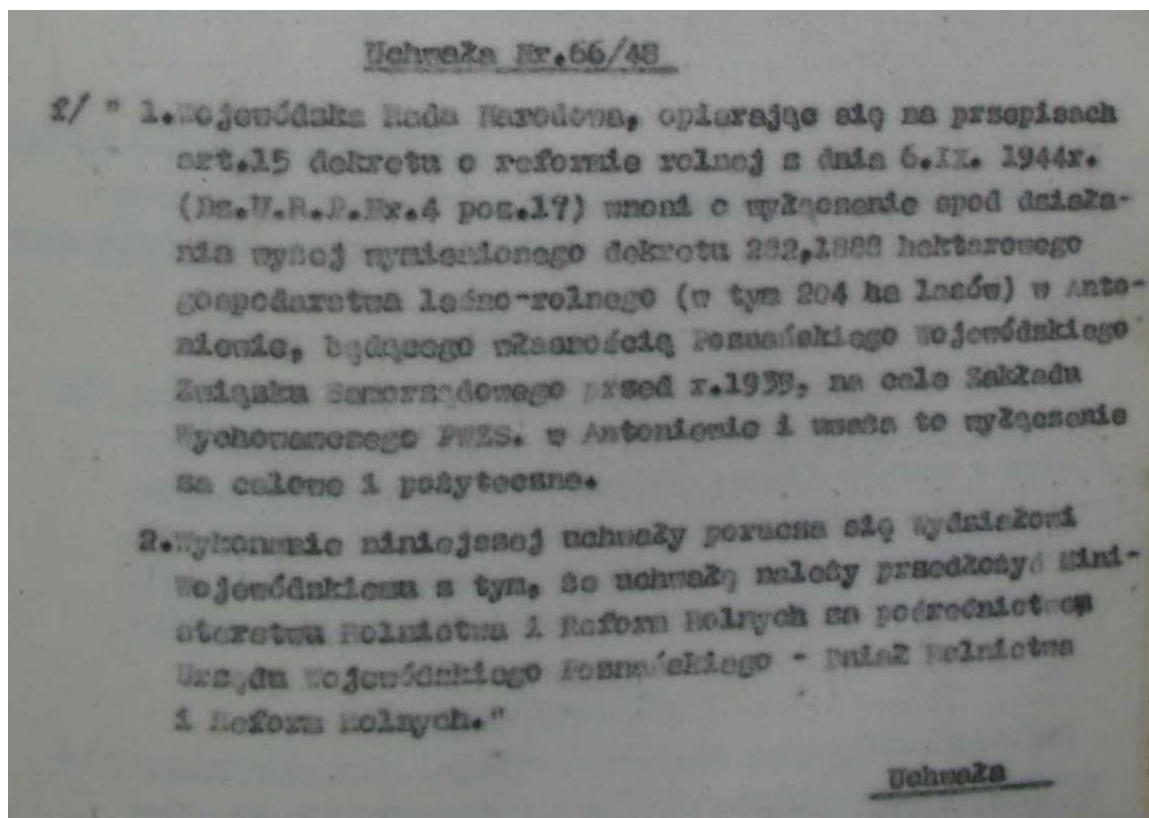 Uchwała Nr.66/48
f/ " 1.Wojewódzka Rada Narodowa, opierając się na przepisach
art.15 dekretu o reformie rolnej z dnia 6.IX. 1944r.
(Dz.U.R.P.Nr.4 poz.17) wnosi o wyłączenie spod działa-
nia wyżej wymienionego dekretu 282,1888 hektarowego
gospodarstwa leśno-rolnego (w tym 204 ha lasów) w Anto-
niewie, będącego własnością Poznańskiego Wojewódzkiego
Związku Samorządowego przed r.1939, na cele Zakładu
Wychowawczego PWZS. w Antoniewie i uważa to wyłączenie
za celowe i pożyteczne.
2.Wykonanie niniejszej uchwały porucza się Wydziałowi
Wojewódzkiemu z tym, że uchwałę należy przedłożyć Mini-
sterstwu Rolnictwa i Reform Rolnych za pośrednictwem
Urzędu Wojewódzkiego Poznańskiego - Dział Rolnictwa
i Reform Rolnych."
Uchwała